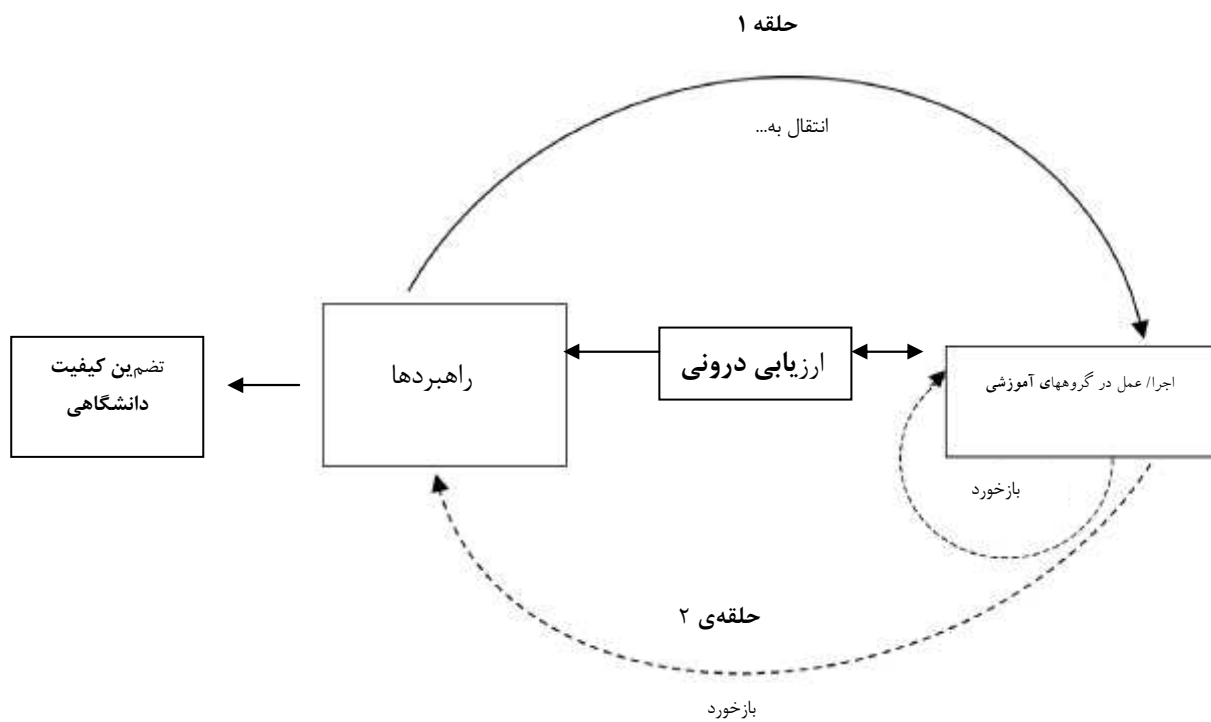 حلقه ۱
انتقال به...
اجرا/ عمل در گروههای آموزشی
ارزیابی درونی
راهبردها
تضمین کیفیت
دانشگاهی
بازخورد
حلقه‌ی ۲
بازخورد